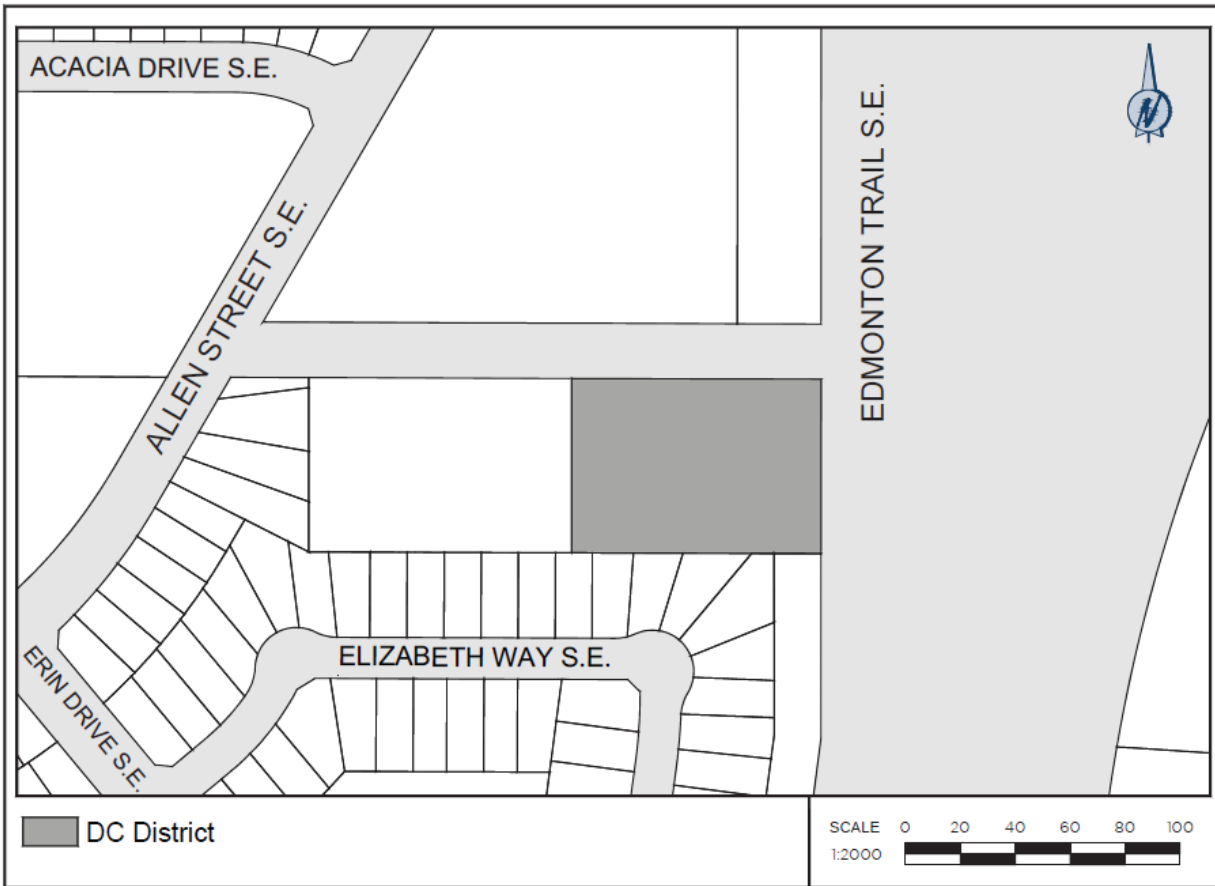 ACACIA DRIVE S.E.
ALLEN STREET S.E.
EDMONTON TRAIL S.E.
N
ELIZABETH WAY S.E.
ERIN DRIVE S.E.
DC District
SCALE 0 20 40 60 80 100
1:2000